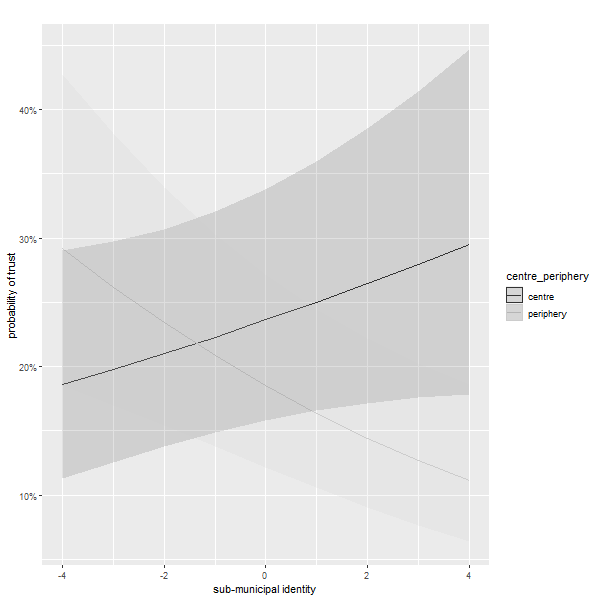 40%
30%
20%
10%
probability of trust
-4
-2
0
2
4
sub-municipal identity
centre_periphery
centre
periphery